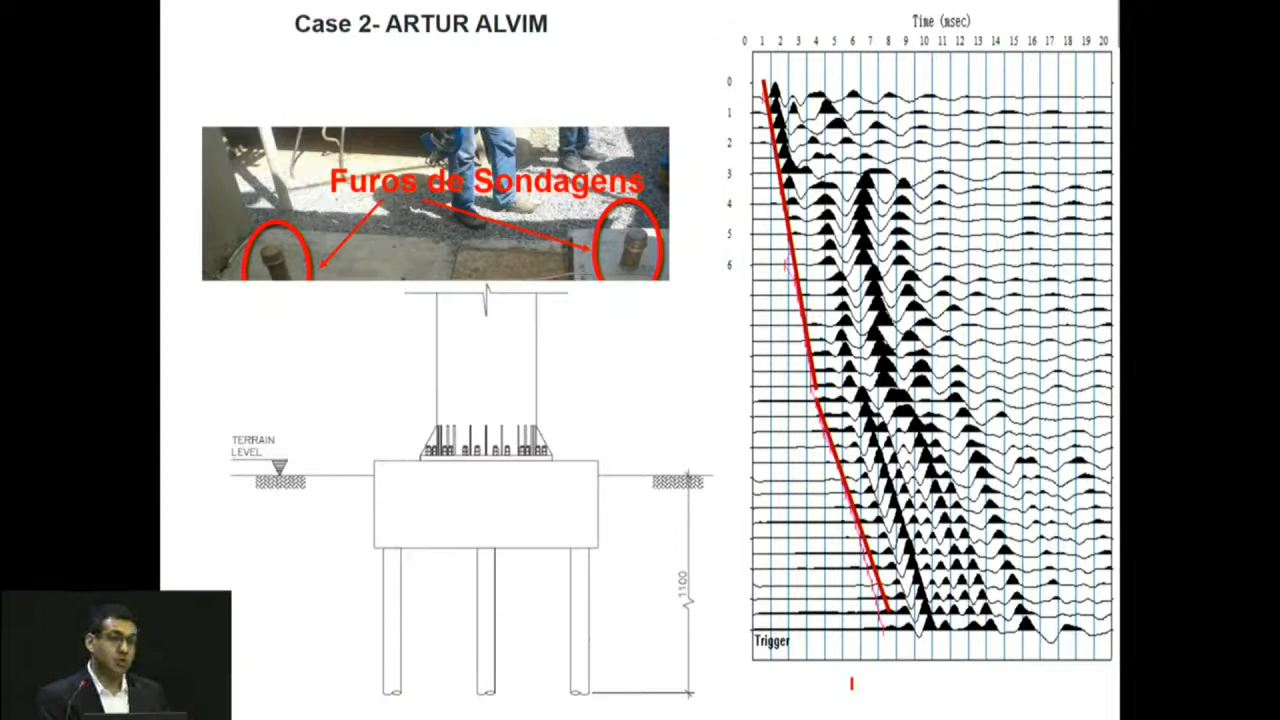 Case 2- ARTUR ALVIM
Furos de Sondagens
TERRAIN
LEVEL
1100
Time (msec)
0 1 2 3 4 5 6 7 8 9 10 11 12 13 14 15 16 17 18 19 20
0
1
2
3
4
5
6
Trigger